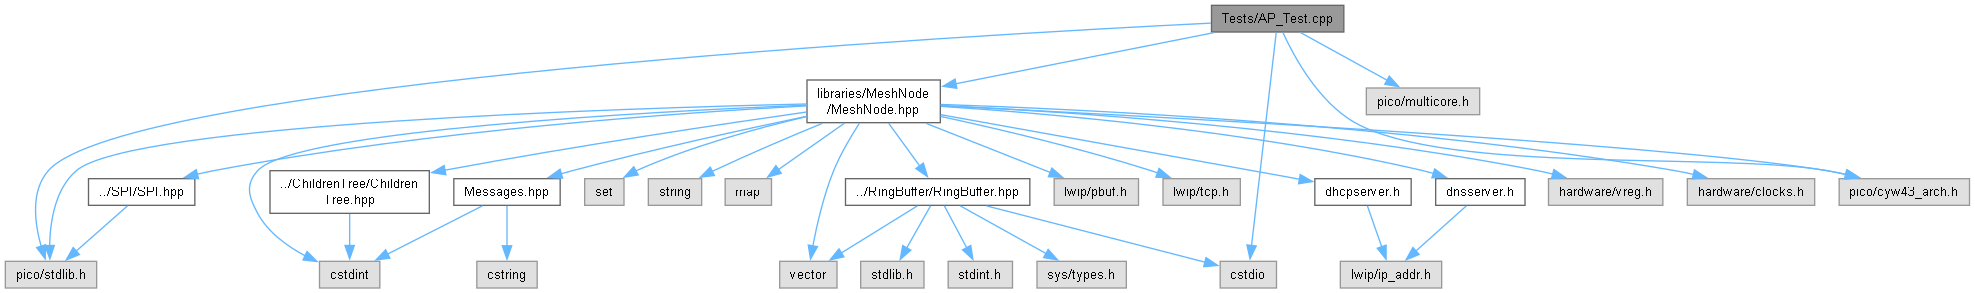 Tests/AP_Test.cpp
libraries/MeshNode
/MeshNode.hpp
pico/multicore.h
../SPI/SPI.hpp
../ChildrenTree/Children
Tree.hpp
Messages.hpp
set
string
map
../RingBuffer/RingBuffer.hpp
lwip/pbuf.h
lwip/tcp.h
dhcpserver.h
dnsserver.h
hardware/vreg.h
hardware/clocks.h
pico/cyw43_arch.h
pico/stdlib.h
cstdint
cstring
vector
stdlib.h
stdint.h
sys/types.h
cstdio
lwip/ip_addr.h